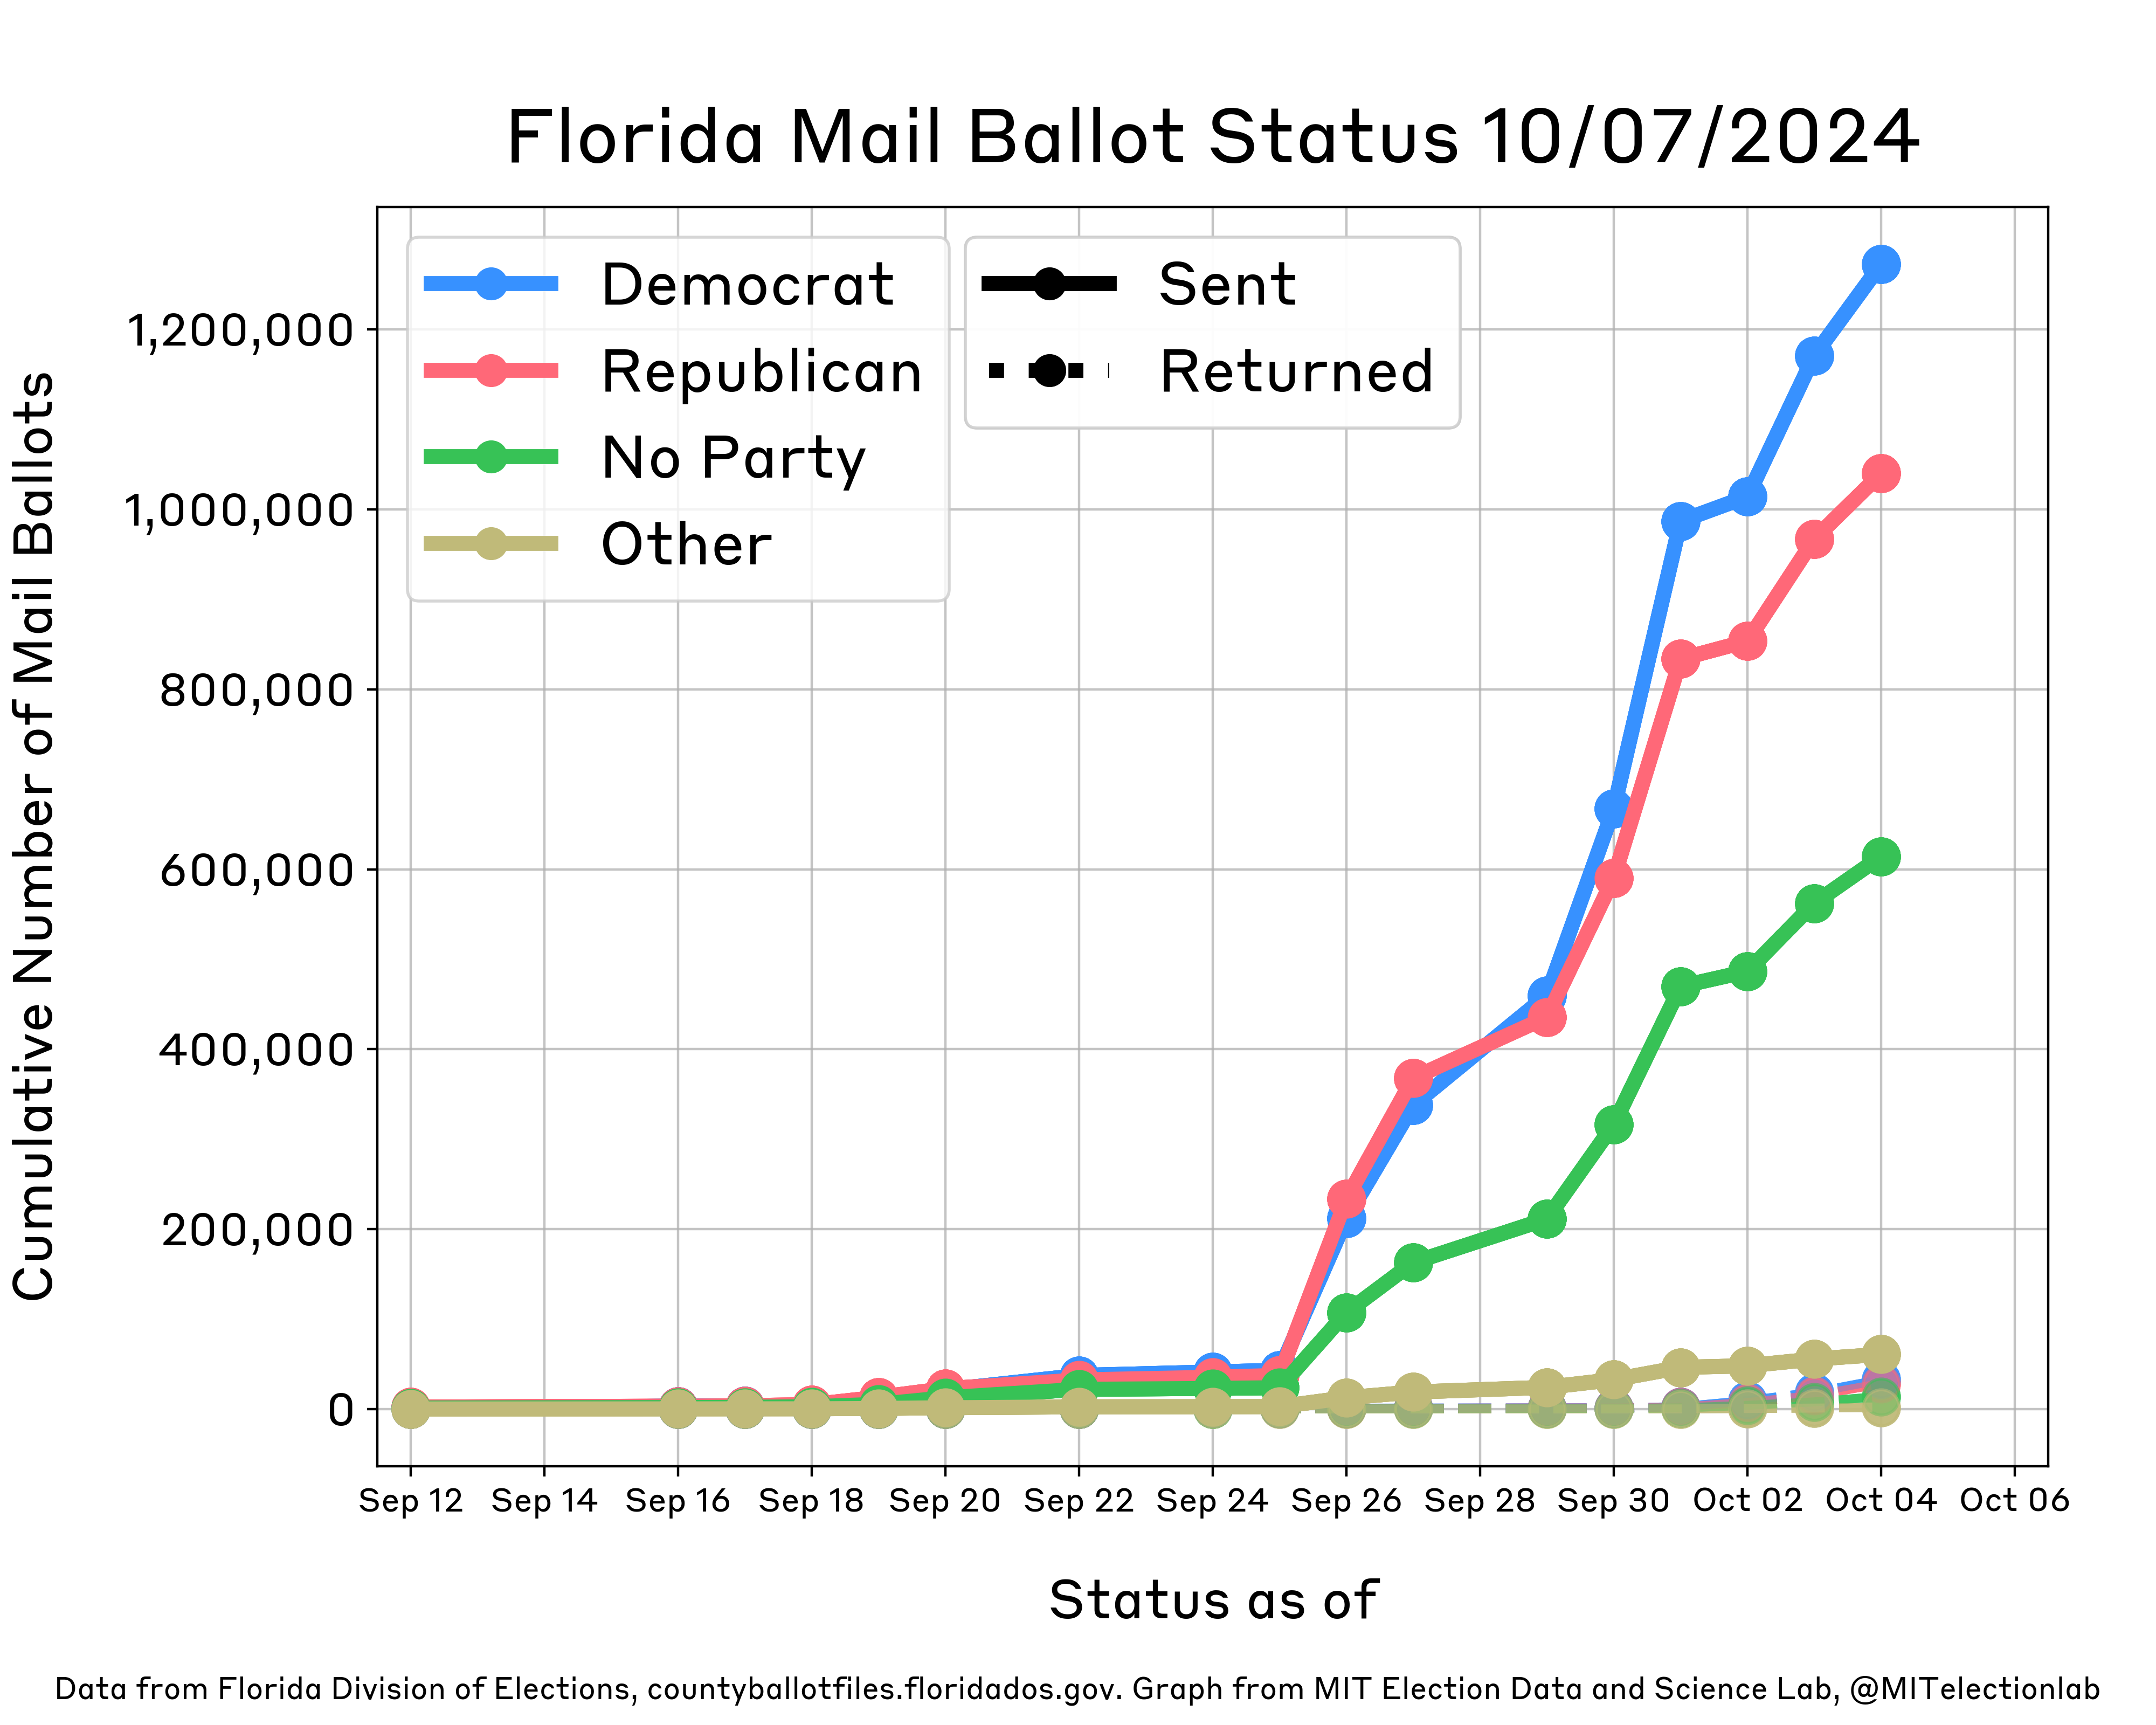 Florida Mail Ballot Status 10/07/2024
Democrat
Republican
No Party
Other
Sent
Returned
Cumulative Number of Mail Ballots
1,200,000
1,000,000
800,000
600,000
400,000
200,000
0
Sep 12 Sep 14 Sep 16 Sep 18 Sep 20 Sep 22 Sep 24 Sep 26 Sep 28 Sep 30 Oct 02 Oct 04 Oct 06
Status as of
Data from Florida Division of Elections, countyballotfiles.floridados.gov. Graph from MIT Election Data and Science Lab, @MITelectionlab